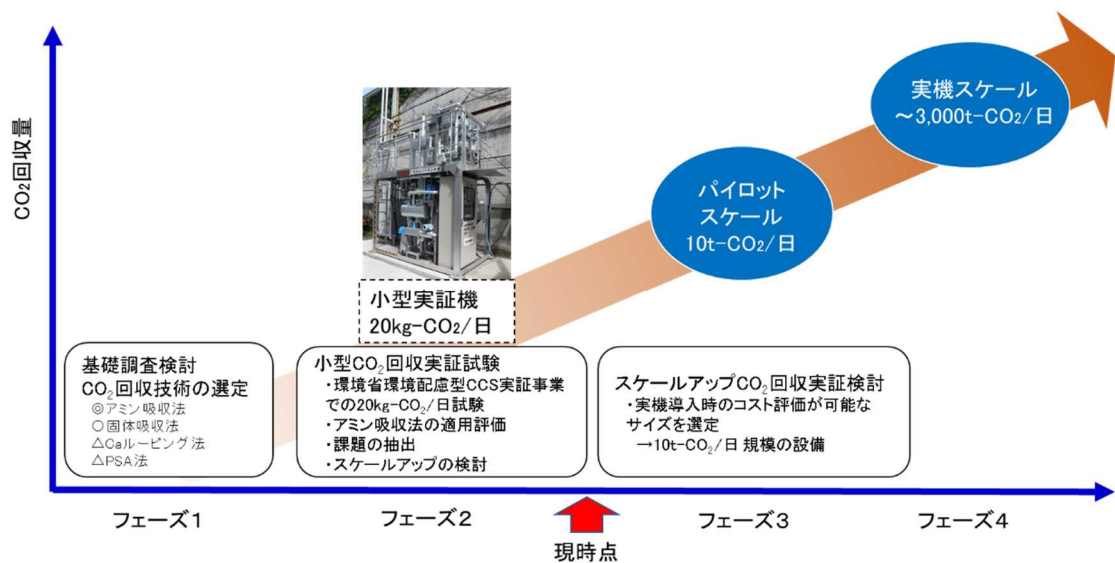 CO₂回収量
実機スケール
～3,000t-CO₂/日
パイロット
スケール
10t-CO₂/日
小型実証機
20kg-CO₂/日
基礎調査検討
CO₂回収技術の選定
◎アミン吸収法
○固体吸収法
△Caルーピング法
△PSA法
小型CO₂回収実証試験
・環境省環境配慮型CCS実証事業
での20kg-CO₂/日試験
・アミン吸収法の適用評価
・課題の抽出
・スケールアップの検討
スケールアップCO₂回収実証検討
・実機導入時のコスト評価が可能な
サイズを選定
→10t-CO₂/日 規模の設備
フェーズ１
フェーズ２
フェーズ３
フェーズ４
現時点